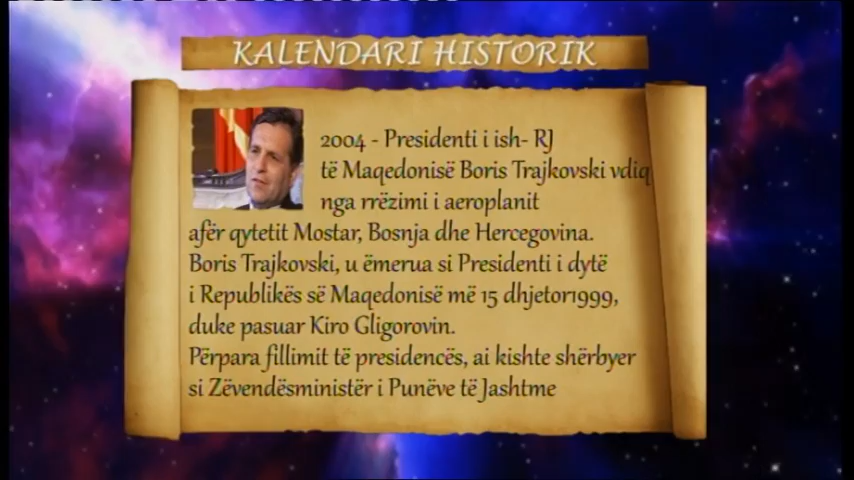 KALENDARI HISTORIK
2004 - Presidenti i ish- RJ
të Maqedonisë Boris Trajkovski vdiq
nga rrëzimi i aeroplanit
afër qytetit Mostar, Bosnja dhe Hercegovina.
Boris Trajkovski, u ëmerua si Presidenti i dytë
i Republikës së Maqedonisë më 15 dhjetor1999,
duke pasuar Kiro Gligorovin.
Përpara fillimit të presidencës, ai kishte shërbyer
si Zëvendësministër i Punëve të Jashtme